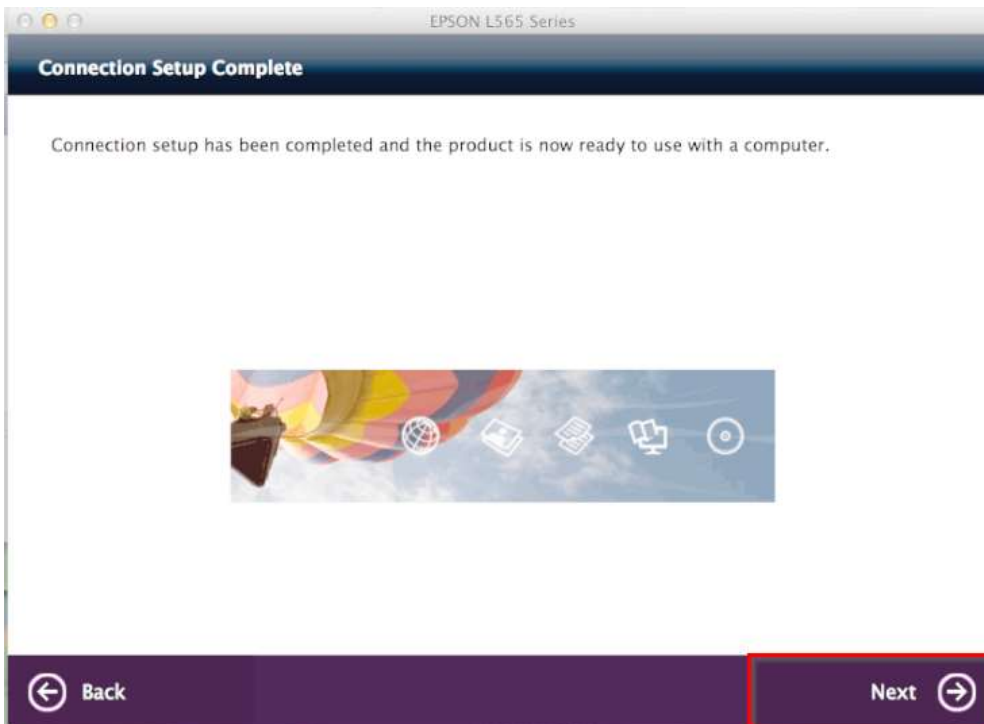 EPSON L565 Series
Connection Setup Complete
Connection setup has been completed and the product is now ready to use with a computer.
Back
Next